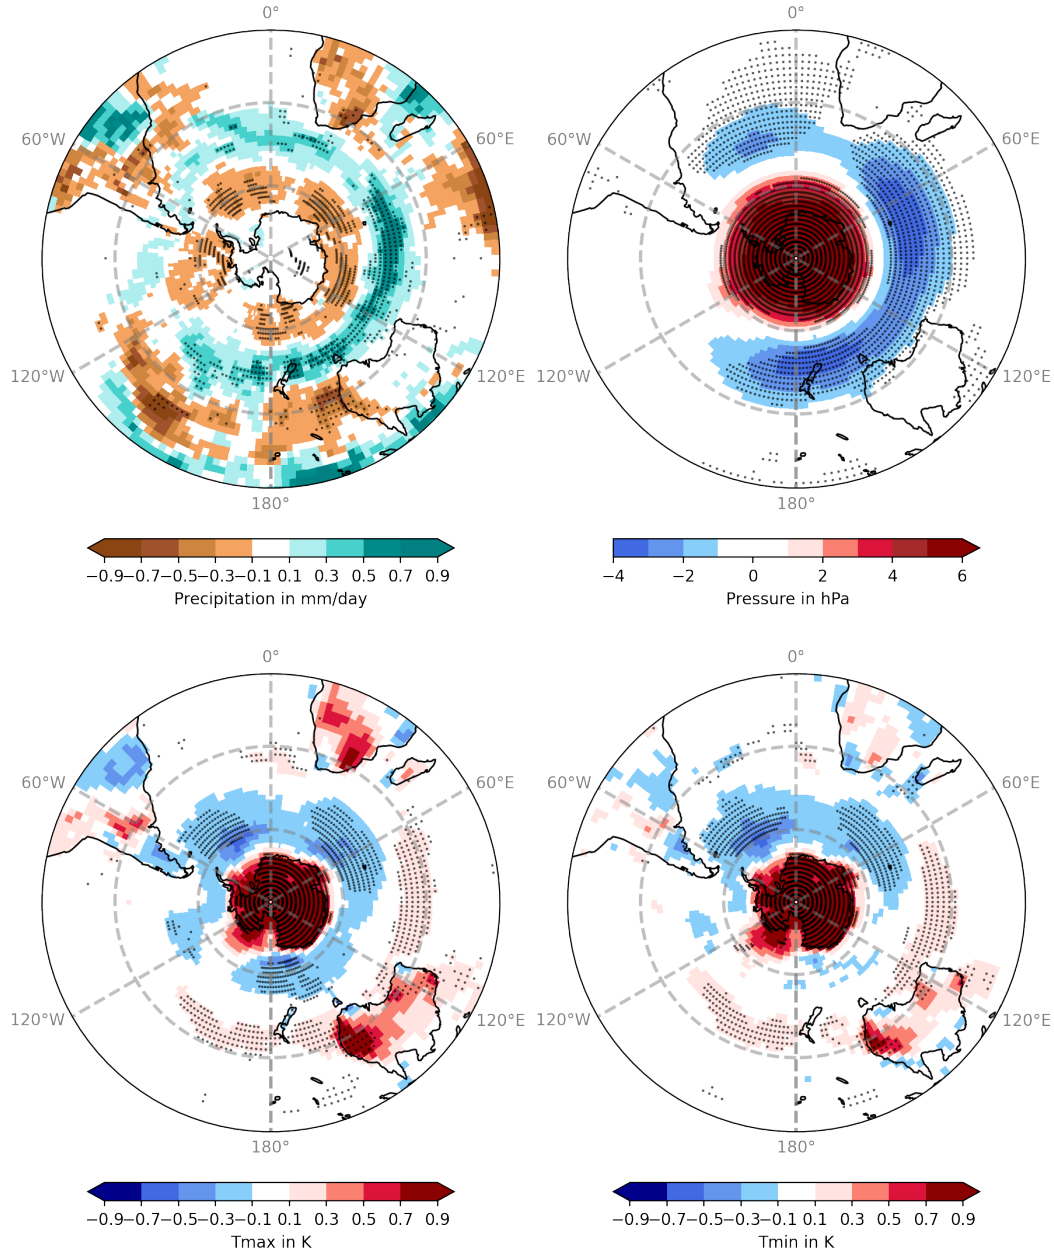 0° 0°
60°W 60°E 60°W 60°E
120°W 120°E 120°W 120°E
180° 180°
−0.9 −0.7 −0.5 −0.3 −0.1 0.1 0.3 0.5 0.7 0.9 −4 −2 0 2 4 6
Precipitation in mm/day Pressure in hPa
0° 0°
60°W 60°E 60°W 60°E
120°W 120°E 120°W 120°E
180° 180°
−0.9 −0.7 −0.5 −0.3 −0.1 0.1 0.3 0.5 0.7 0.9 −0.9 −0.7 −0.5 −0.3 −0.1 0.1 0.3 0.5 0.7 0.9
Tmax in K Tmin in K